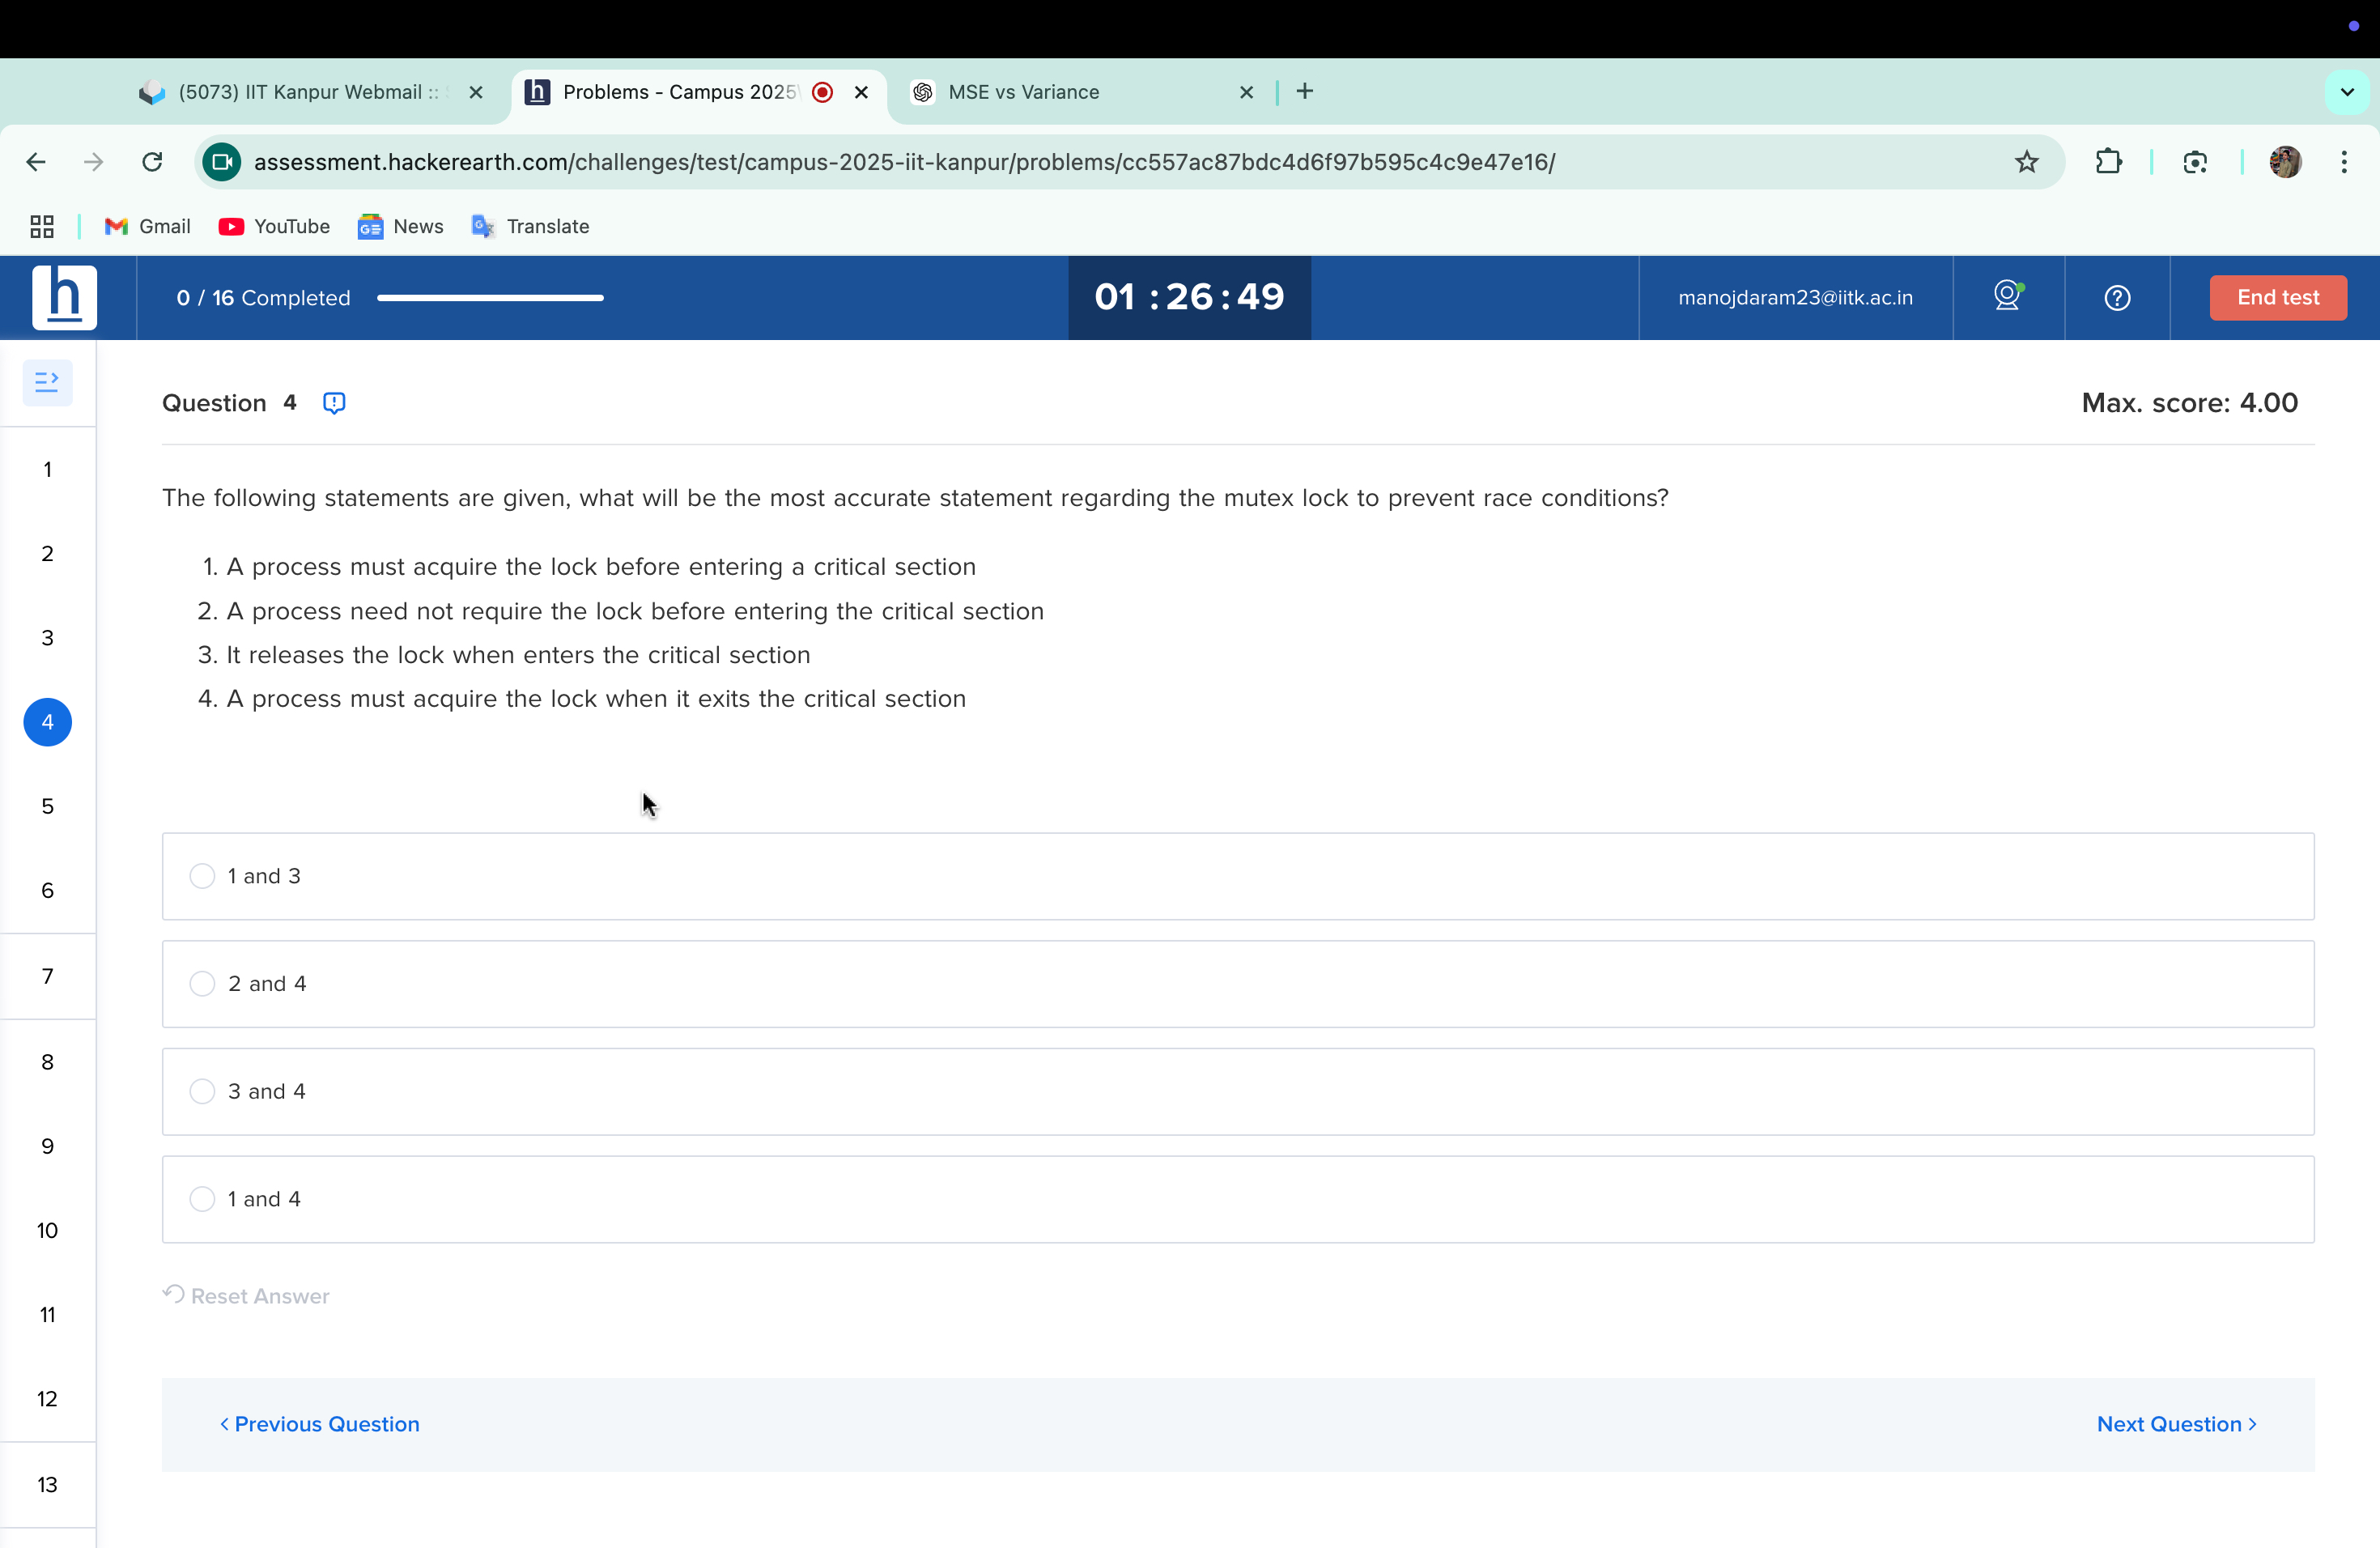 (5073) IIT Kanpur Webmail ::
Problems - Campus 2025
MSE vs Variance
assessment.hackerearth.com/challenges/test/campus-2025-iit-kanpur/problems/cc557ac87bdc4d6f97b595c4c9e47e16/
Gmail
YouTube
News
Translate
h
0 / 16 Completed
01 : 26 : 49
manojdaram23@iitk.ac.in
End test
Question 4
Max. score: 4.00
The following statements are given, what will be the most accurate statement regarding the mutex lock to prevent race conditions?
1. A process must acquire the lock before entering a critical section
2. A process need not require the lock before entering the critical section
3. It releases the lock when enters the critical section
4. A process must acquire the lock when it exits the critical section
1 and 3
2 and 4
3 and 4
1 and 4
Reset Answer
< Previous Question
Next Question >
1
2
3
4
5
6
7
8
9
10
11
12
13